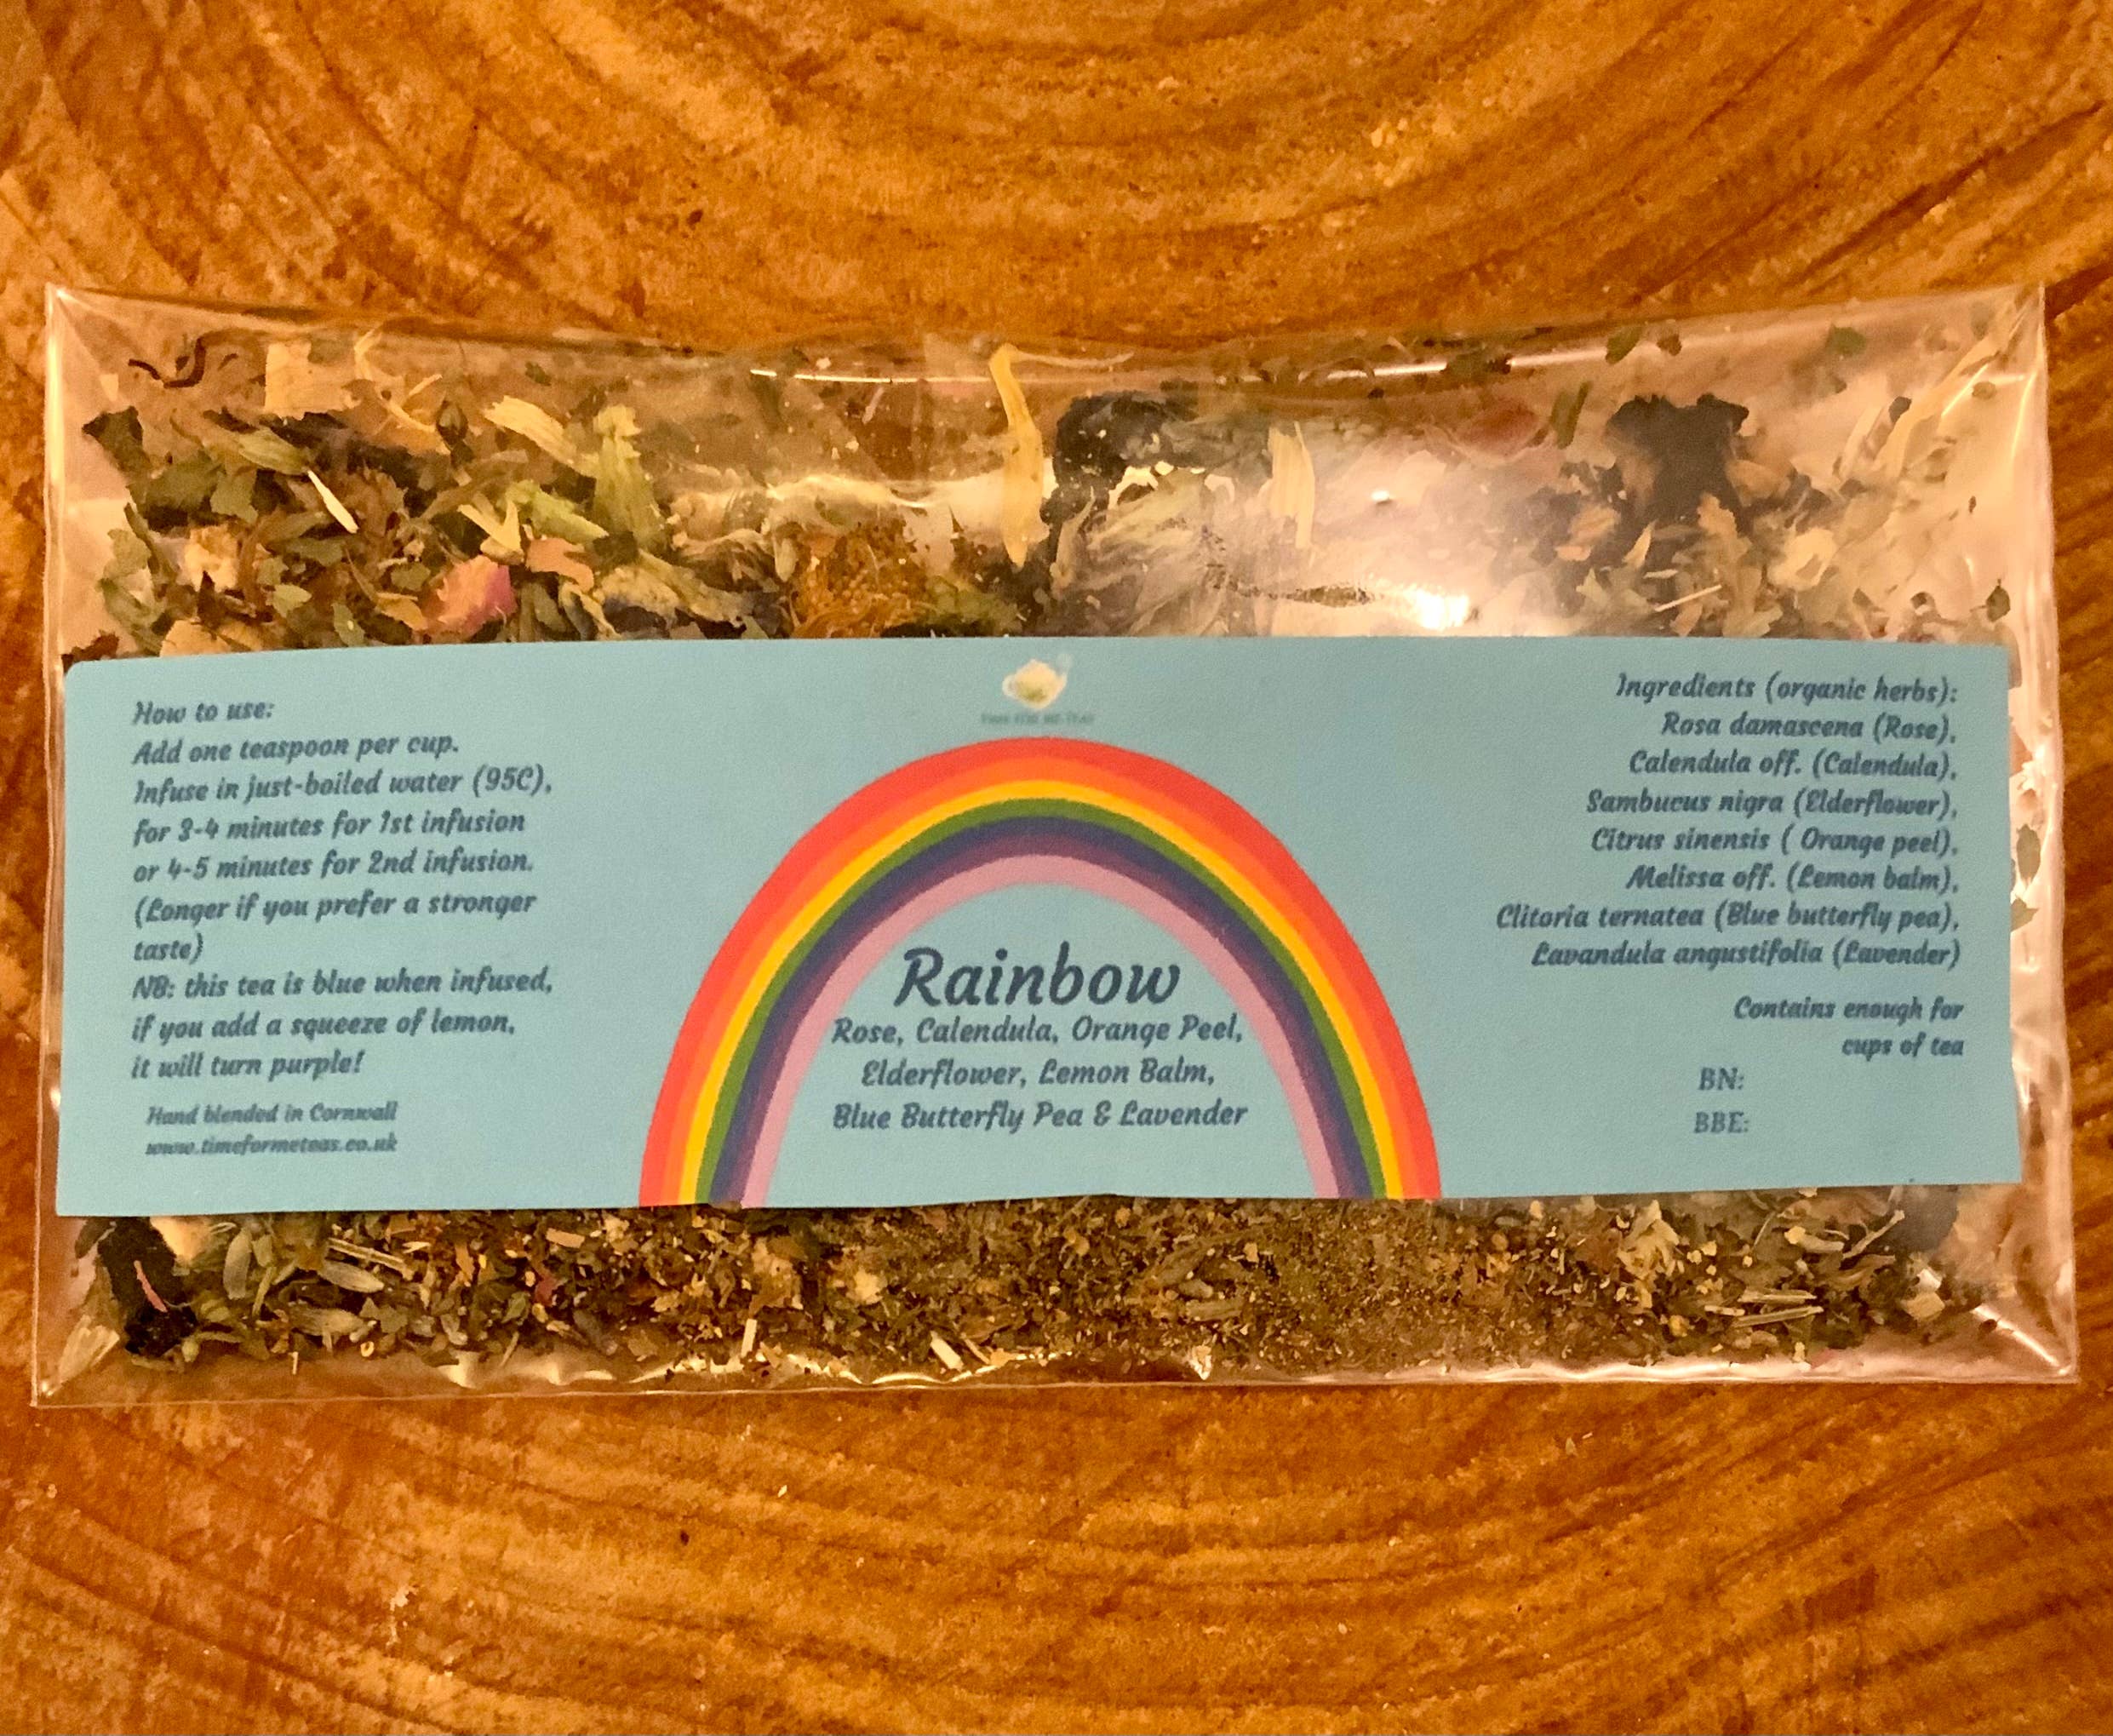 How to use:
Add one teaspoon per cup.
Infuse in just-boiled water (95C),
for 3-4 minutes for 1st infusion
or 4-5 minutes for 2nd infusion.
(Longer if you prefer a stronger
taste)
NB: this tea is blue when infused,
if you add a squeeze of lemon,
it will turn purple!
Hand blended in Cornwall
www.timeformeteas.co.uk
TIME FOR ME TEAS
Rainbow
Rose, Calendula, Orange Peel,
Elderflower, Lemon Balm,
Blue Butterfly Pea & Lavender
Ingredients (organic herbs):
Rosa damascena (Rose),
Calendula off. (Calendula),
Sambucus nigra (Elderflower),
Citrus sinensis ( Orange peel),
Melissa off. (Lemon balm),
Clitoria ternatea (Blue butterfly pea),
Lavandula angustifolia (Lavender)
Contains enough for
cups of tea
BN:
BBE: